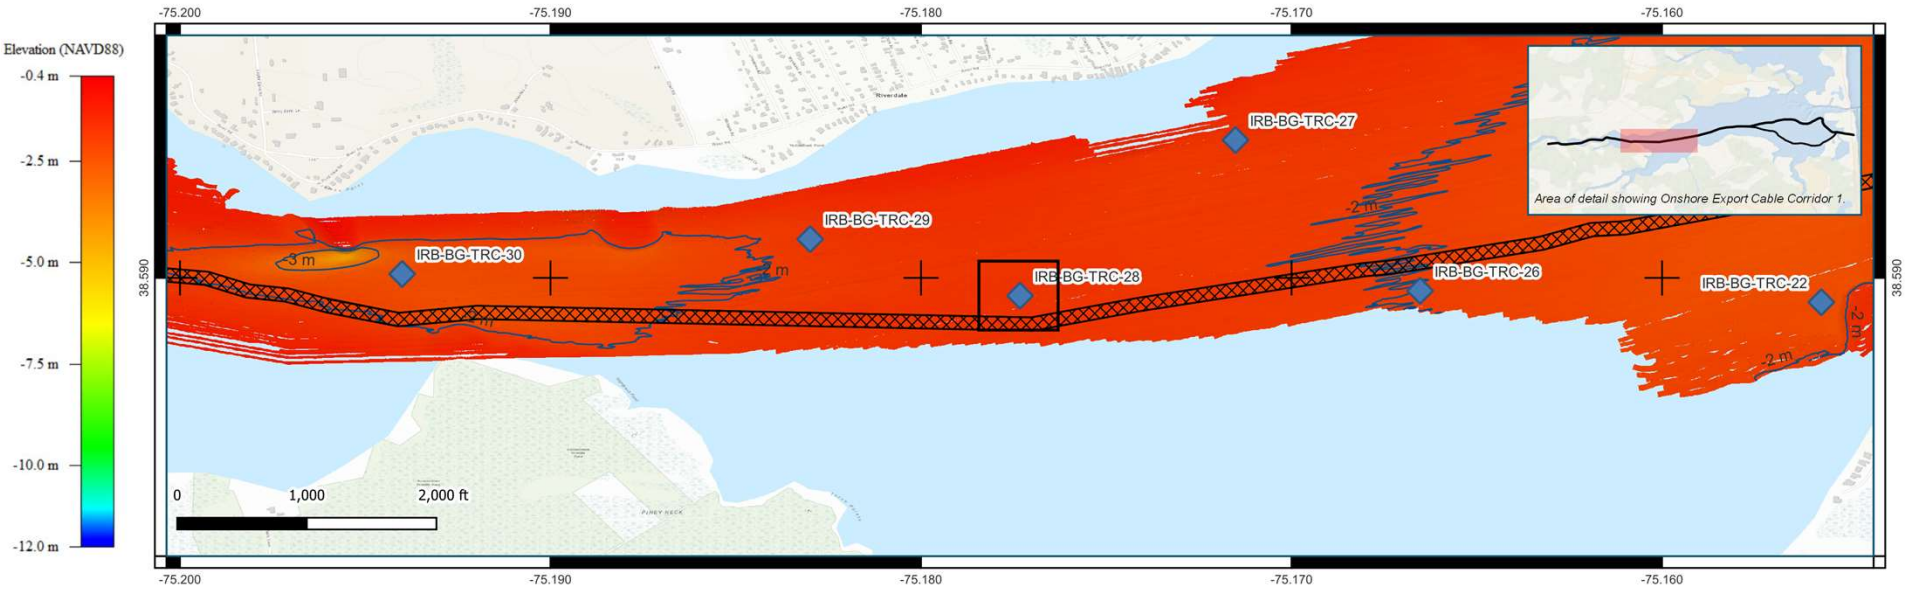 -75.200 -75.190 -75.180 -75.170 -75.160
Elevation (NAVD88)
-0.4 m
-2.5 m
-5.0 m
-7.5 m
-10.0 m
-12.0 m
38.590
38.590
Riverdale
IRB-BG-TRC-27
IRB-BG-TRC-29
IRB-BG-TRC-30
IRB-BG-TRC-28
IRB-BG-TRC-26
IRB-BG-TRC-22
-3 m
m
m
-2 m
-2 m
-2 m
Area of detail showing Onshore Export Cable Corridor 1.
PINEY NECK
0 1,000 2,000 ft
-75.200 -75.190 -75.180 -75.170 -75.160